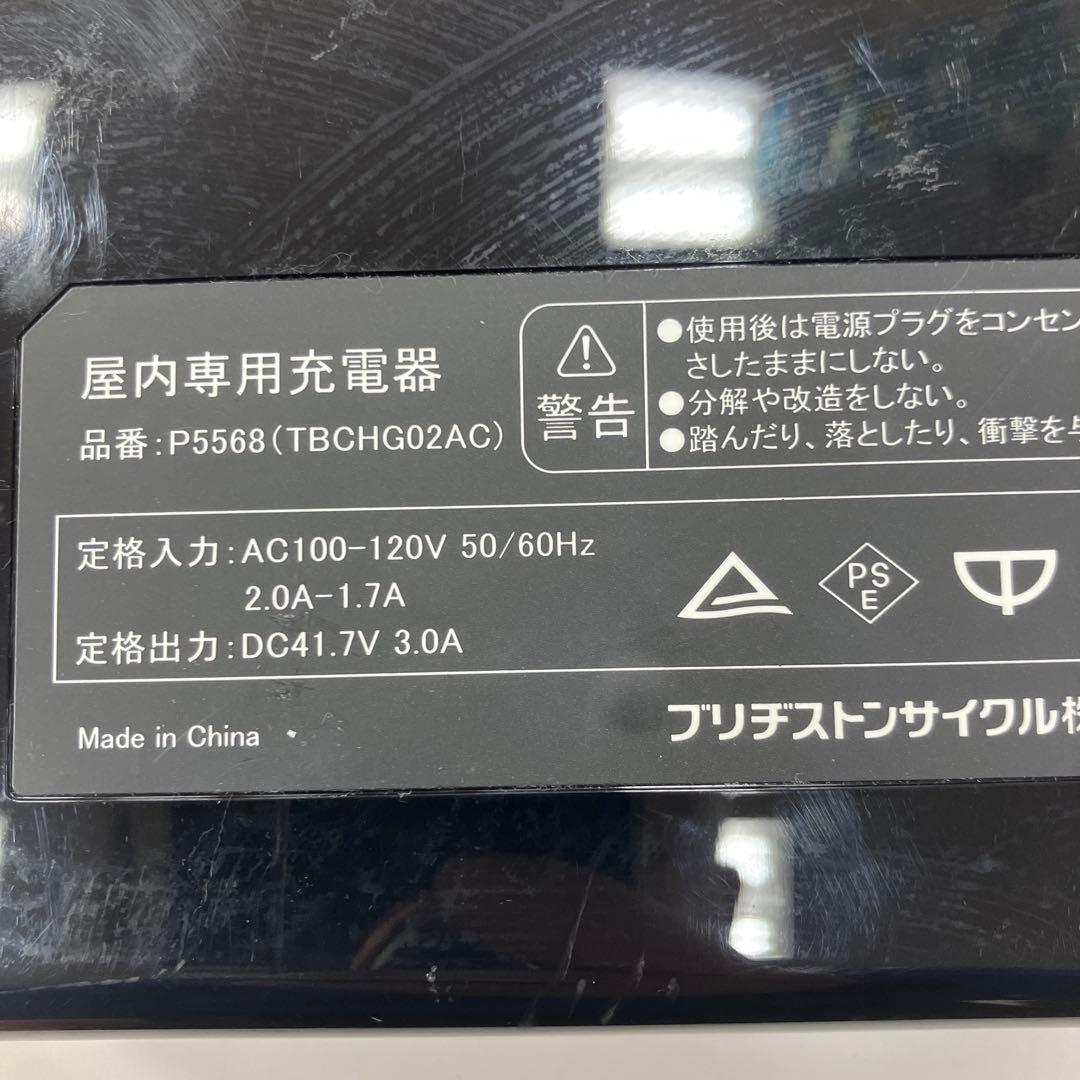 屋内専用充電器
品番:P5568(TBCHG02AC)
警告
●使用後は電源プラグをコンセン
さしたままにしない。
●分解や改造をしない。
●踏んだり、落としたり、衝撃を与
定格入力:AC100-120V 50/60Hz
2.0A-1.7A
定格出力:DC41.7V 3.0A
PS
E
Made in China
ブリヂストンサイクル株